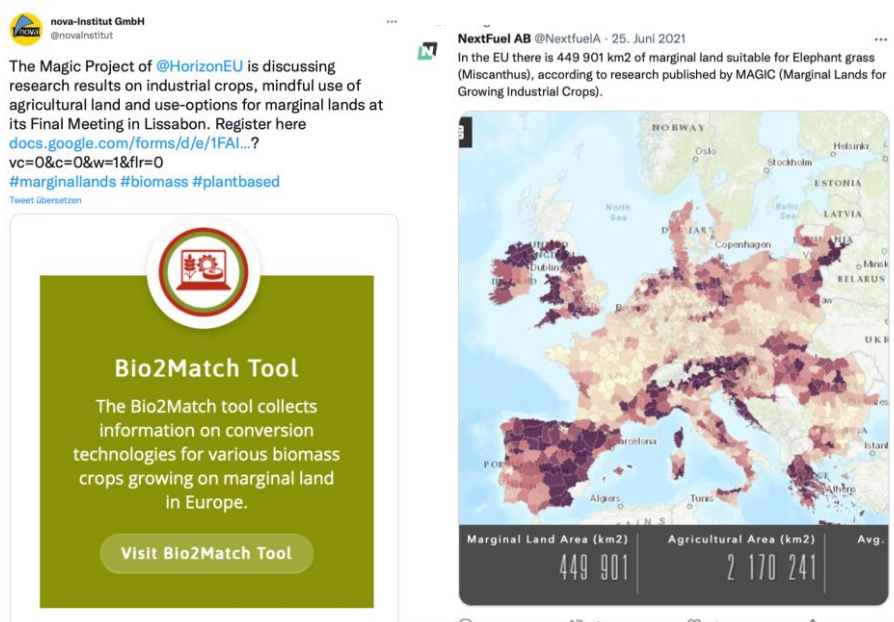 nova-Institut GmbH
@novaInstitut
The Magic Project of @HorizonEU is discussing
research results on industrial crops, mindful use of
agricultural land and use-options for marginal lands at
its Final Meeting in Lissabon. Register here
docs.google.com/forms/d/e/1FAI...?
vc=0&c=0&w=1&flr=0
#marginallands #biomass #plantbased
Tweet übersetzen
Bio2Match Tool
The Bio2Match tool collects
information on conversion
technologies for various biomass
crops growing on marginal land
in Europe.
Visit Bio2Match Tool
NextFuel AB @NextfuelA · 25. Juni 2021
In the EU there is 449 901 km2 of marginal land suitable for Elephant grass
(Miscanthus), according to research published by MAGIC (Marginal Lands for
Growing Industrial Crops).
NORWAY
Oslo
Helsinki
Stockholm
ESTONIA
North
Sea
Baltic
Sea
LATVIA
Copenhagen
Dublin
Minsk
BELARUS
Barcelona
Athens
Algiers
Tunis
Marginal Land Area (km2)
449 901
Agricultural Area (km2)
2 170 241
Avg.